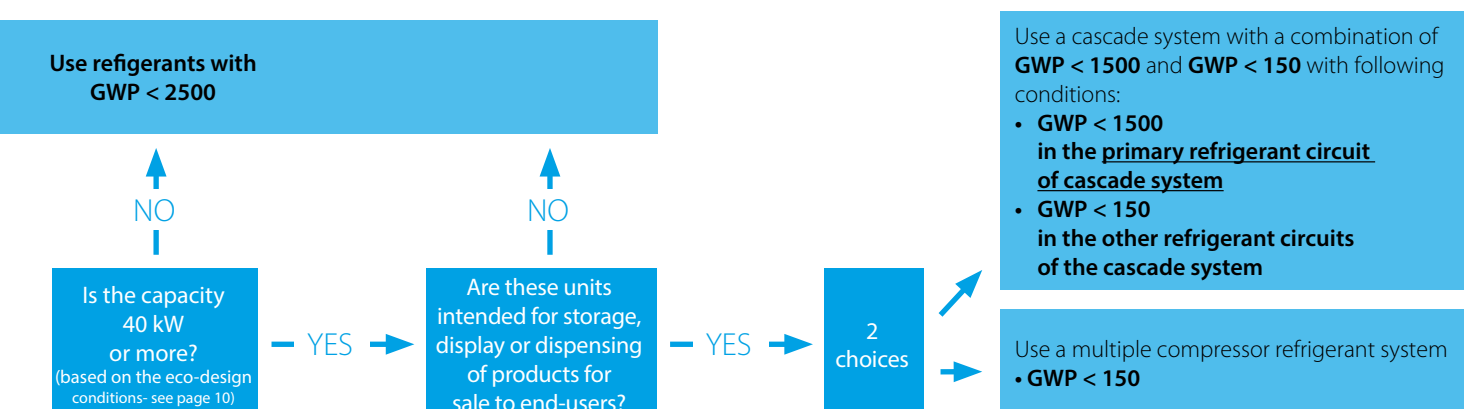 Use refigerants with
GWP < 2500
Use a cascade system with a combination of
GWP < 1500 and GWP < 150 with following
conditions:
• GWP < 1500
in the primary refrigerant circuit
of cascade system
• GWP < 150
in the other refrigerant circuits
of the cascade system
NO
NO
Is the capacity
40 kW
or more?
(based on the eco-design
conditions- see page 10)
YES
Are these units
intended for storage,
display or dispensing
of products for
sale to end-users?
YES
2
choices
Use a multiple compressor refrigerant system
• GWP < 150